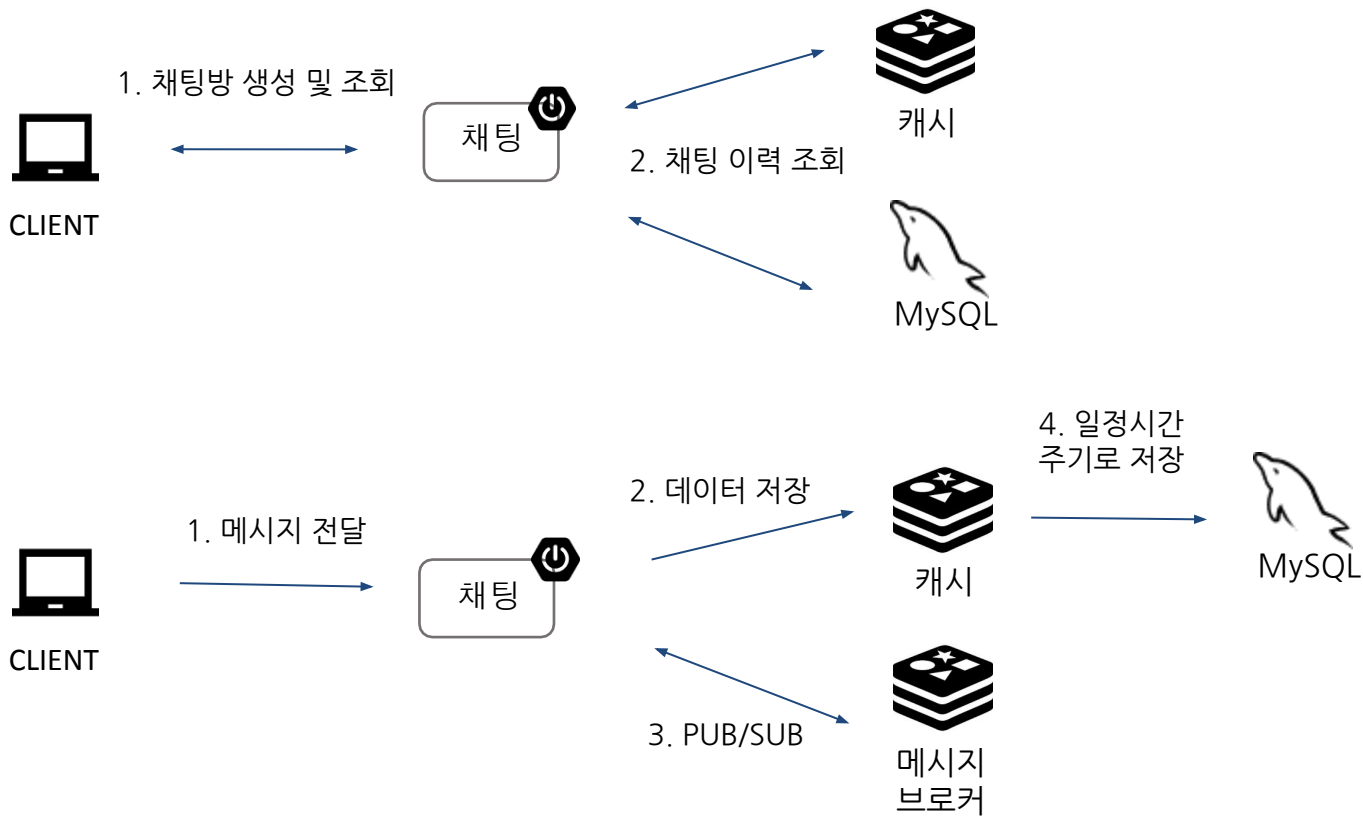 1. 채팅방 생성 및 조회
채팅
캐시
2. 채팅 이력 조회
CLIENT
MySQL
4. 일정시간
주기로 저장
2. 데이터 저장
1. 메시지 전달
채팅
캐시
MySQL
CLIENT
3. PUB/SUB
메시지
브로커